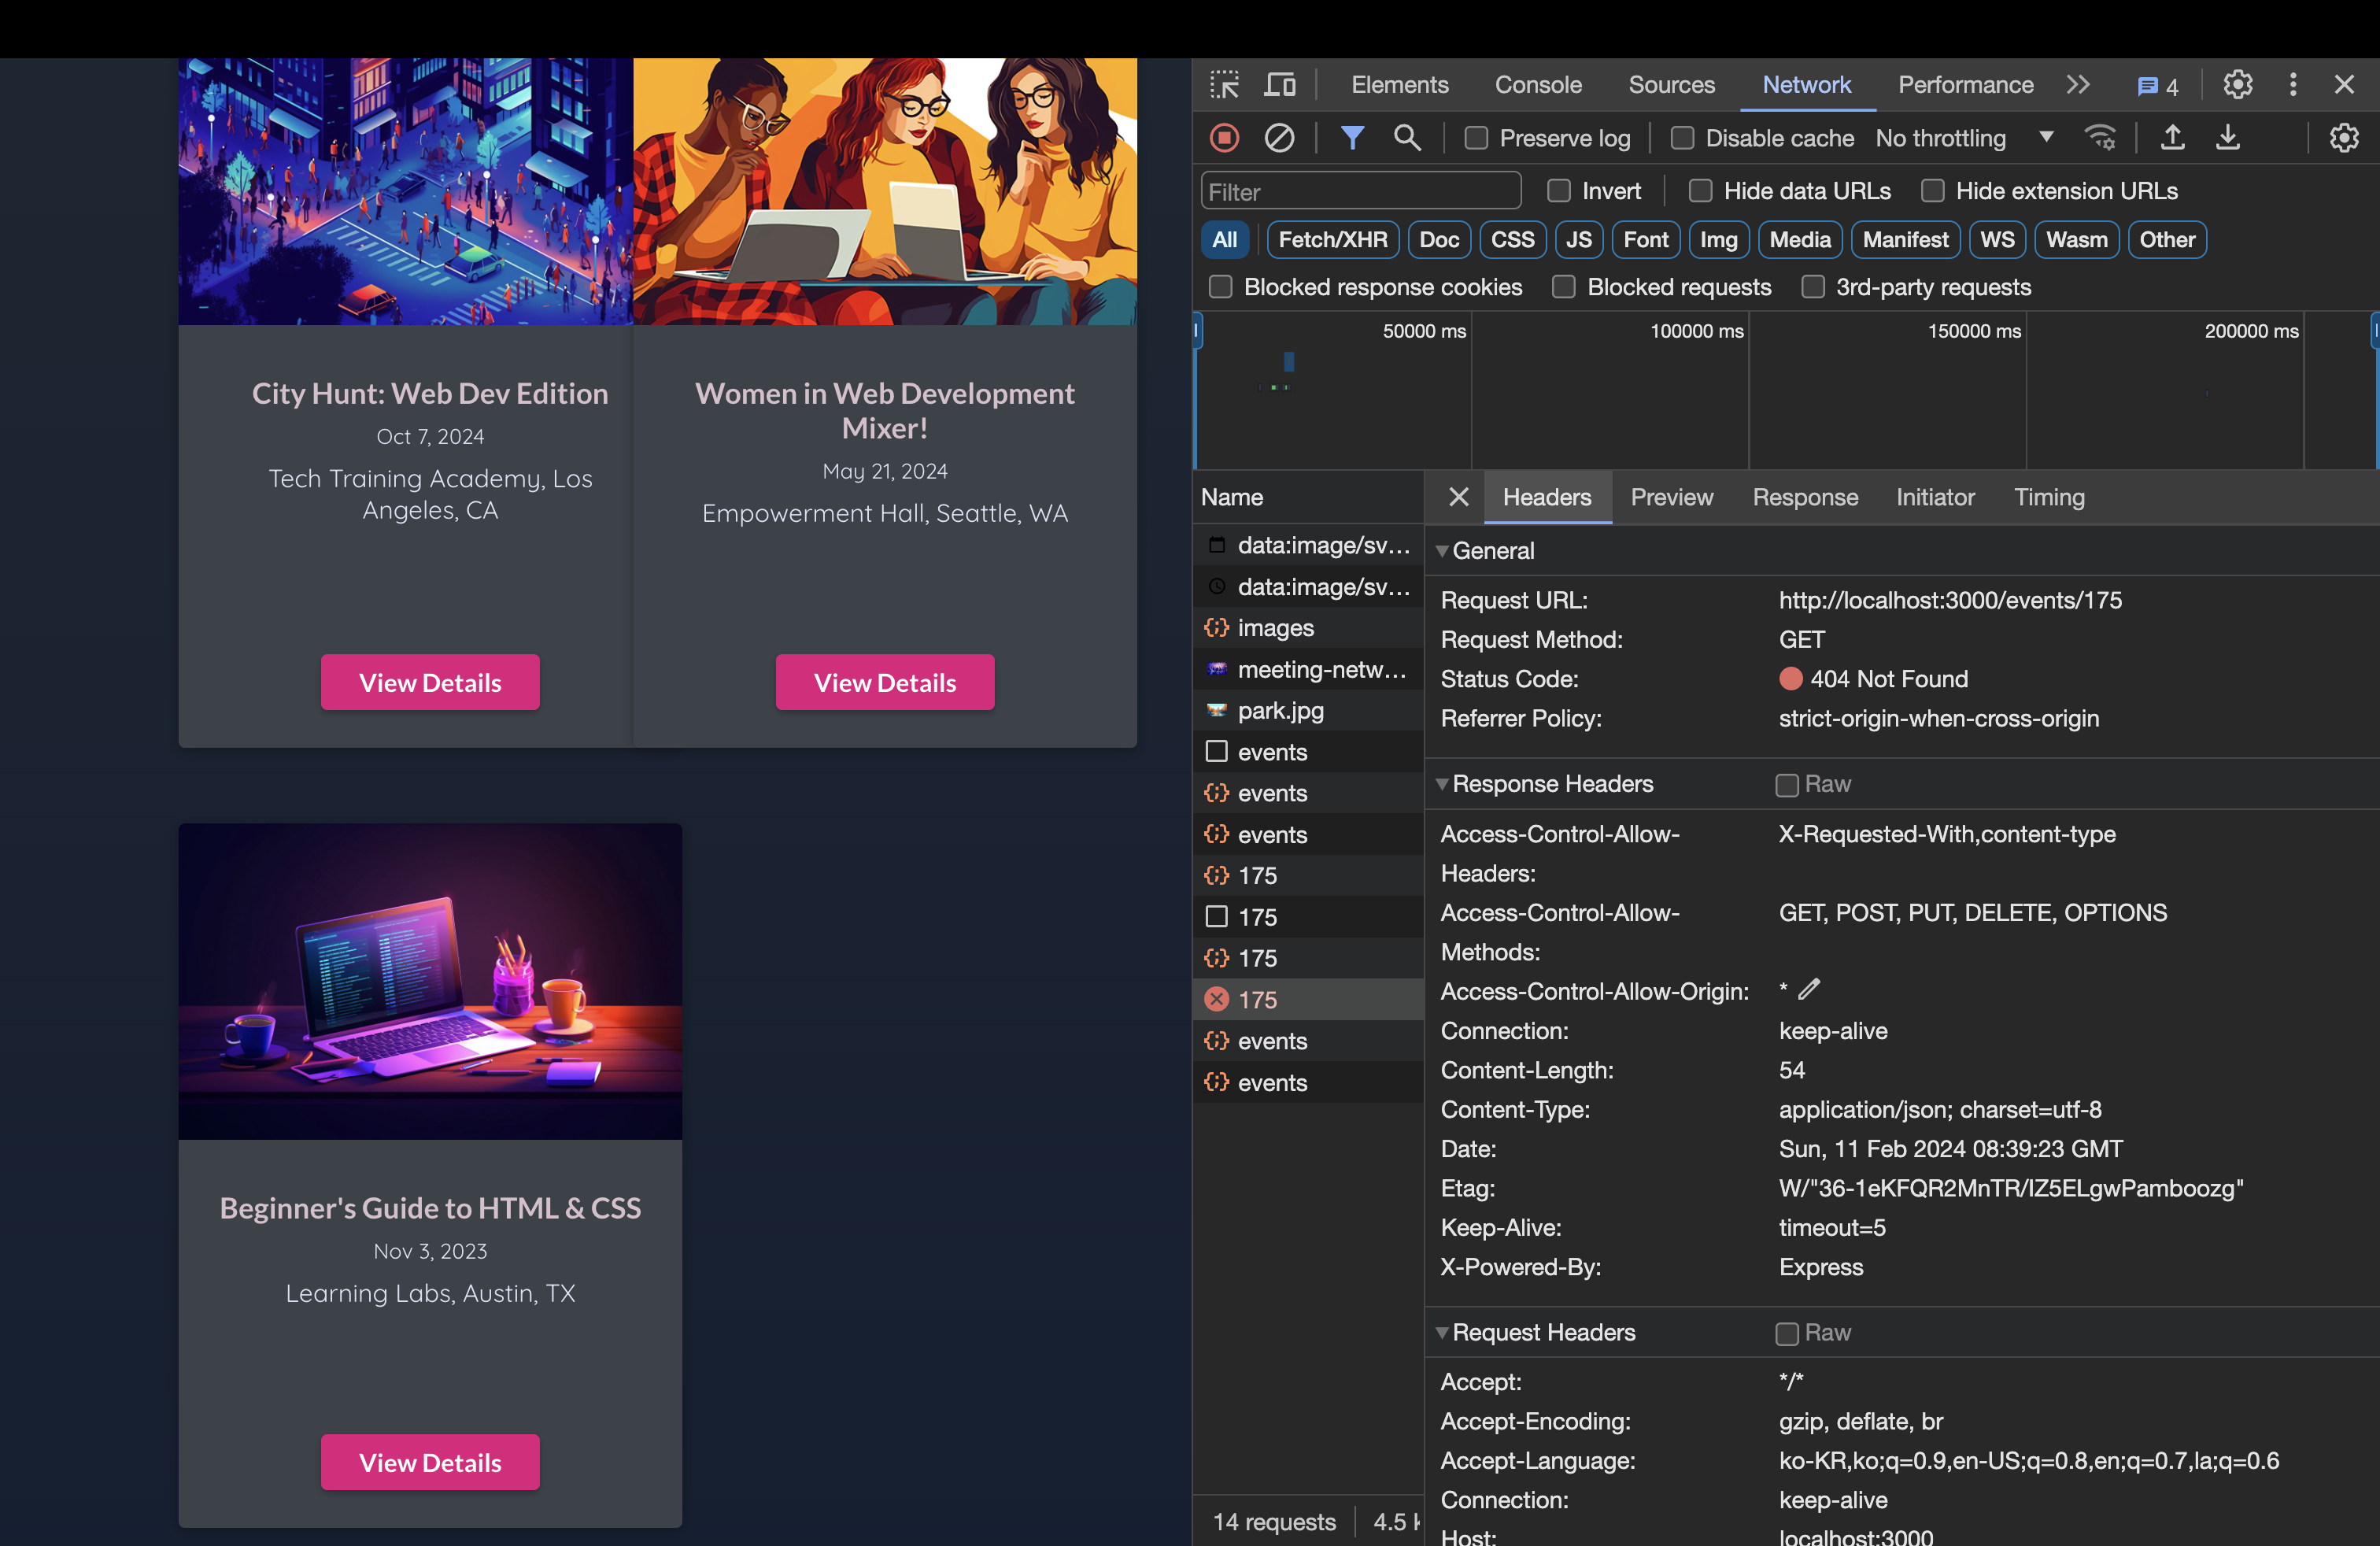 City Hunt: Web Dev Edition
Oct 7, 2024
Tech Training Academy, Los
Angeles, CA
View Details
Women in Web Development
Mixer!
May 21, 2024
Empowerment Hall, Seattle, WA
View Details
Beginner's Guide to HTML & CSS
Nov 3, 2023
Learning Labs, Austin, TX
View Details
Elements Console Sources Network Performance 4
Preserve log Disable cache No throttling
Filter Invert Hide data URLs Hide extension URLs
All Fetch/XHR Doc CSS JS Font Img Media Manifest WS Wasm Other
Blocked response cookies Blocked requests 3rd-party requests
50000 ms 100000 ms 150000 ms 200000 ms
Name
data:image/sv...
data:image/sv...
images
meeting-netw...
park.jpg
events
events
events
175
175
175
175
events
events
14 requests 4.5 k
Headers Preview Response Initiator Timing
General
Request URL: http://localhost:3000/events/175
Request Method: GET
Status Code: 404 Not Found
Referrer Policy: strict-origin-when-cross-origin
Response Headers Raw
Access-Control-Allow- X-Requested-With,content-type
Headers:
Access-Control-Allow- GET, POST, PUT, DELETE, OPTIONS
Methods:
Access-Control-Allow-Origin: *
Connection: keep-alive
Content-Length: 54
Content-Type: application/json; charset=utf-8
Date: Sun, 11 Feb 2024 08:39:23 GMT
Etag: W/"36-1eKFQR2MnTR/IZ5ELgwPamboozg"
Keep-Alive: timeout=5
X-Powered-By: Express
Request Headers Raw
Accept: */*
Accept-Encoding: gzip, deflate, br
Accept-Language: ko-KR,ko;q=0.9,en-US;q=0.8,en;q=0.7,la;q=0.6
Connection: keep-alive
Host: localhost:3000